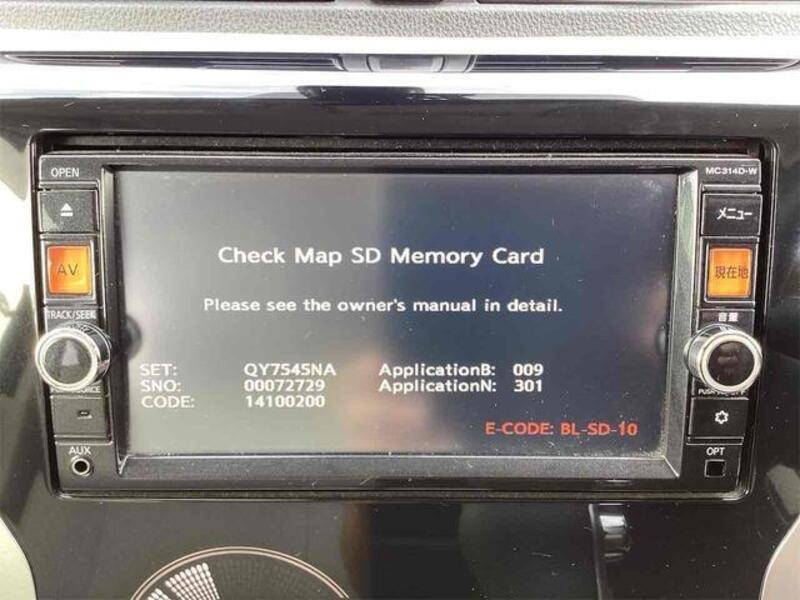 OPEN
MC314D-W
メニュー
AV
現在地
TRACK/SEEK
音量
Check Map SD Memory Card
Please see the owner's manual in detail.
SET: QY7545NA ApplicationB: 009
SNO: 00072729 ApplicationN: 301
CODE: 14100200
E-CODE: BL-SD-10
AUX
OPT